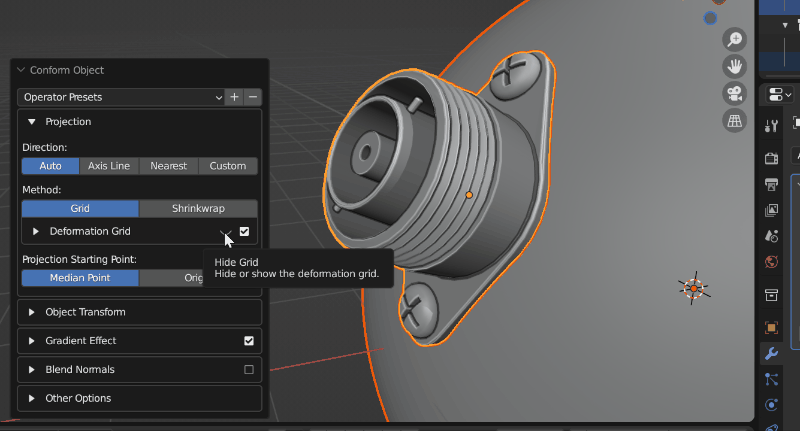 Conform Object
Operator Presets
Projection
Direction:
Auto Axis Line Nearest Custom
Method:
Grid Shrinkwrap
Deformation Grid
Hide Grid
Hide or show the deformation grid.
Projection Starting Point:
Median Point
Object Transform
Gradient Effect
Blend Normals
Other Options